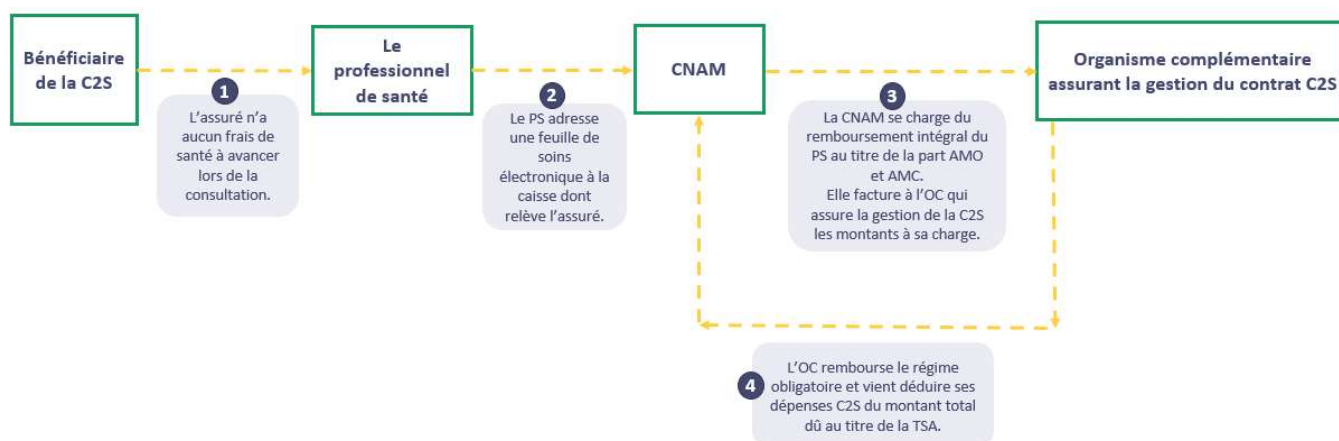 Bénéficiaire
de la C2S
Le
professionnel
de santé
CNAM
Organisme complémentaire
assurant la gestion du contrat C2S
1
L'assuré n'a
aucun frais de
santé à avancer
lors de la
consultation.
2
Le PS adresse
une feuille de
soins
électronique à la
caisse dont
relève l'assuré.
3
La CNAM se charge du
remboursement intégral du
PS au titre de la part AMO
et AMC.
Elle facture à l'OC qui
assure la gestion de la C2S
les montants à sa charge.
4
L'OC rembourse le régime
obligatoire et vient déduire ses
dépenses C2S du montant total
dû au titre de la TSA.